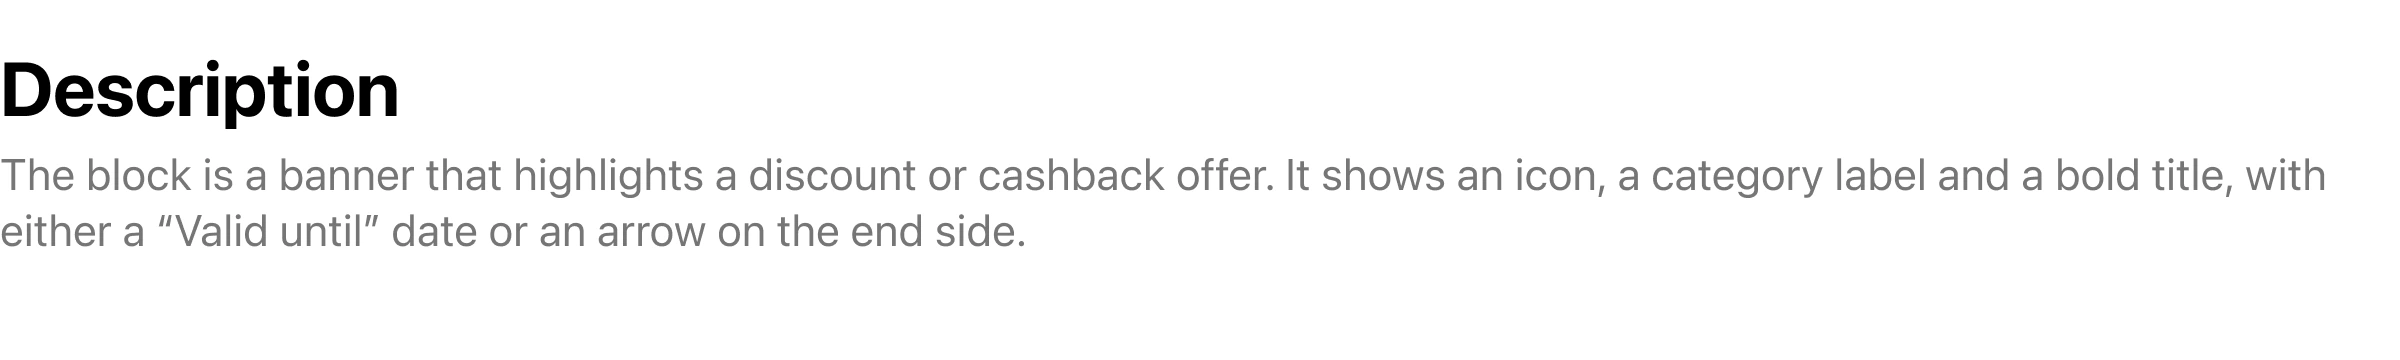 Description
The block is a banner that highlights a discount or cashback offer. It shows an icon, a category label and a bold title, with
either a “Valid until” date or an arrow on the end side.